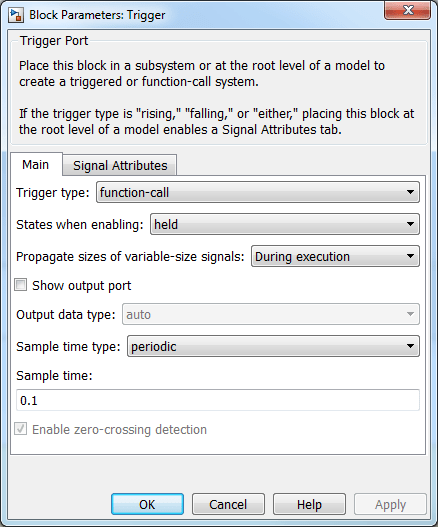 Block Parameters: Trigger
Trigger Port
Place this block in a subsystem or at the root level of a model to
create a triggered or function-call system.
If the trigger type is "rising," "falling," or "either," placing this block at
the root level of a model enables a Signal Attributes tab.
Main Signal Attributes
Trigger type: function-call
States when enabling: held
Propagate sizes of variable-size signals: During execution
Show output port
Output data type: auto
Sample time type: periodic
Sample time:
0.1
Enable zero-crossing detection
OK Cancel Help Apply